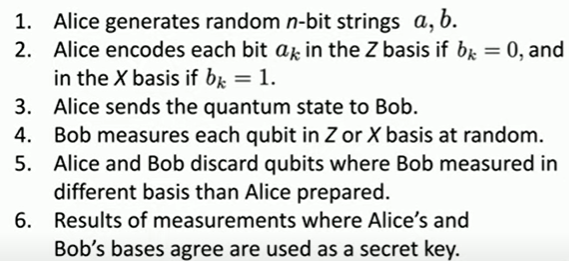 1. Alice generates random n-bit strings a, b.
2. Alice encodes each bit aₖ in the Z basis if bₖ = 0, and
in the X basis if bₖ = 1.
3. Alice sends the quantum state to Bob.
4. Bob measures each qubit in Z or X basis at random.
5. Alice and Bob discard qubits where Bob measured in
different basis than Alice prepared.
6. Results of measurements where Alice's and
Bob's bases agree are used as a secret key.